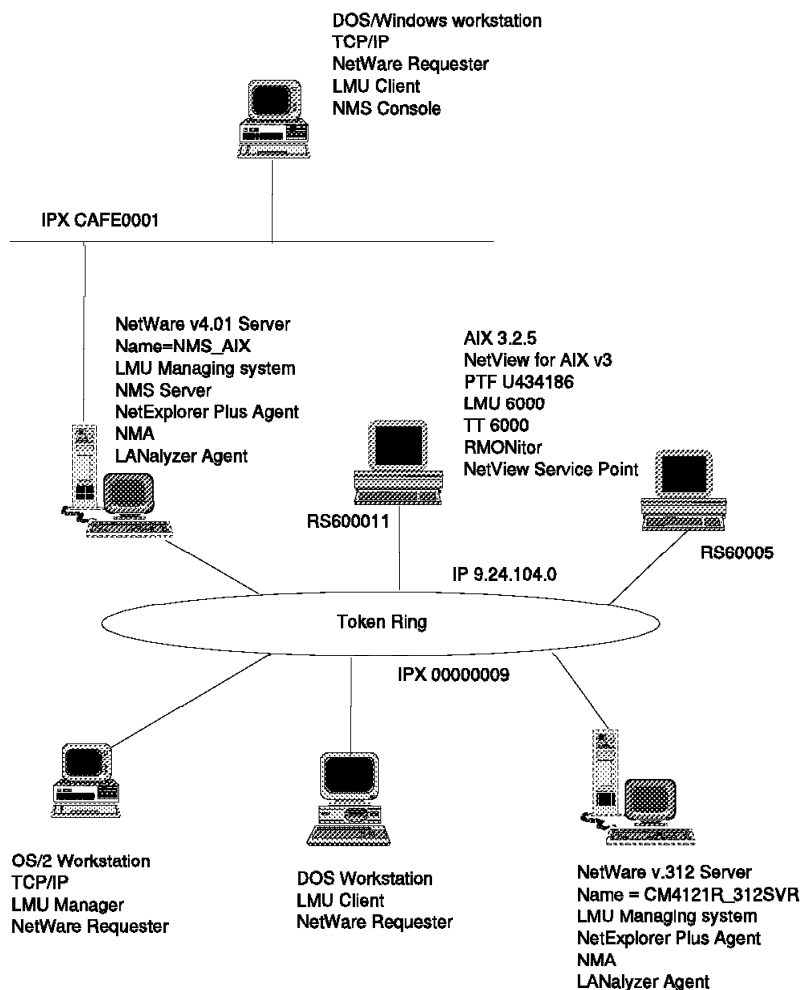 DOS/Windows workstation
TCP/IP
NetWare Requester
LMU Client
NMS Console
IPX CAFE0001
NetWare v4.01 Server
Name=NMS_AIX
LMU Managing system
NMS Server
NetExplorer Plus Agent
NMA
LANalyzer Agent
AIX 3.2.5
NetView for AIX v3
PTF U434186
LMU 6000
TT 6000
RMONitor
NetView Service Point
RS600011
RS60005
IP 9.24.104.0
Token Ring
IPX 00000009
OS/2 Workstation
TCP/IP
LMU Manager
NetWare Requester
DOS Workstation
LMU Client
NetWare Requester
NetWare v.312 Server
Name = CM4121R_312SVR
LMU Managing system
NetExplorer Plus Agent
NMA
LANalyzer Agent